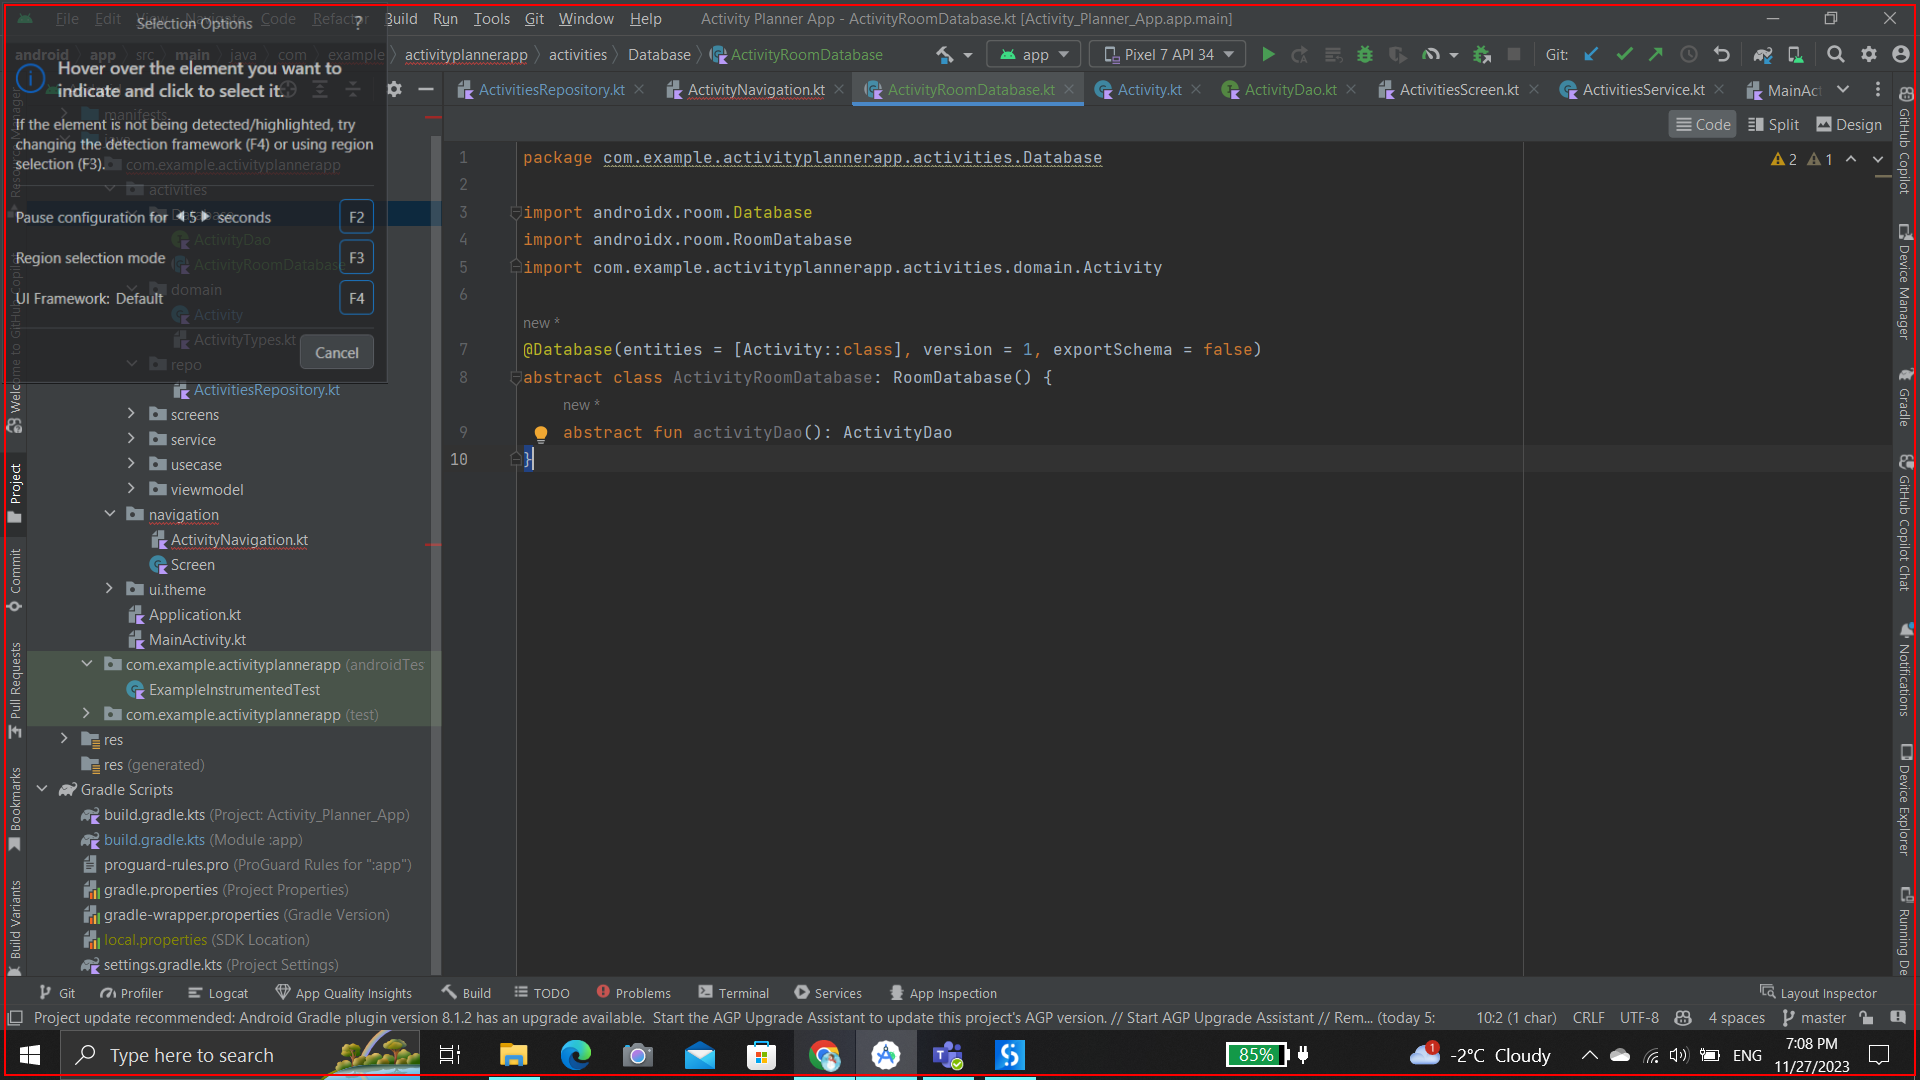 File Edit View Navigate Code Refactor Build Run Tools Git Window Help Activity Planner App - ActivityRoomDatabase.kt [Activity_Planner_App.app.main]
Selection Options ?
android app src main java com example activityplannerapp activities Database ActivityRoomDatabase app Pixel 7 API 34 Git:
Hover over the element you want to
indicate and click to select it.
If the element is not being detected/highlighted, try
changing the detection framework (F4) or using region
selection (F3).
Pause configuration for 5 seconds F2
Region selection mode F3
UI Framework: Default F4
Cancel
ActivitiesRepository.kt ActivityNavigation.kt ActivityRoomDatabase.kt Activity.kt ActivityDao.kt ActivitiesScreen.kt ActivitiesService.kt MainAct
Code Split Design
manifests
java
com.example.activityplannerapp
activities
ActivityDao
ActivityRoomDatabase
domain
Activity
ActivityTypes.kt
repo
ActivitiesRepository.kt
screens
service
usecase
viewmodel
navigation
ActivityNavigation.kt
Screen
ui.theme
Application.kt
MainActivity.kt
com.example.activityplannerapp (androidTes
ExampleInstrumentedTest
com.example.activityplannerapp (test)
res
res (generated)
Gradle Scripts
build.gradle.kts (Project: Activity_Planner_App)
build.gradle.kts (Module :app)
proguard-rules.pro (ProGuard Rules for ":app")
gradle.properties (Project Properties)
gradle-wrapper.properties (Gradle Version)
local.properties (SDK Location)
settings.gradle.kts (Project Settings)
Resource Manager
Welcome to GitHub Copilot
Project
Commit
Pull Requests
Bookmarks
Build Variants
1 package com.example.activityplannerapp.activities.Database
2
3 import androidx.room.Database
4 import androidx.room.RoomDatabase
5 import com.example.activityplannerapp.activities.domain.Activity
6
new *
7 @Database(entities = [Activity::class], version = 1, exportSchema = false)
8 abstract class ActivityRoomDatabase: RoomDatabase() {
new *
9 abstract fun activityDao(): ActivityDao
10 }
2 1
GitHub Copilot
Device Manager
Gradle
GitHub Copilot Chat
Notifications
Device Explorer
Running De
Git Profiler Logcat App Quality Insights Build TODO Problems Terminal Services App Inspection Layout Inspector
Project update recommended: Android Gradle plugin version 8.1.2 has an upgrade available. Start the AGP Upgrade Assistant to update this project's AGP version. // Start AGP Upgrade Assistant // Rem... (today 5: 10:2 (1 char) CRLF UTF-8 4 spaces master
Type here to search 85% 1 -2°C Cloudy ENG 7:08 PM
11/27/2023